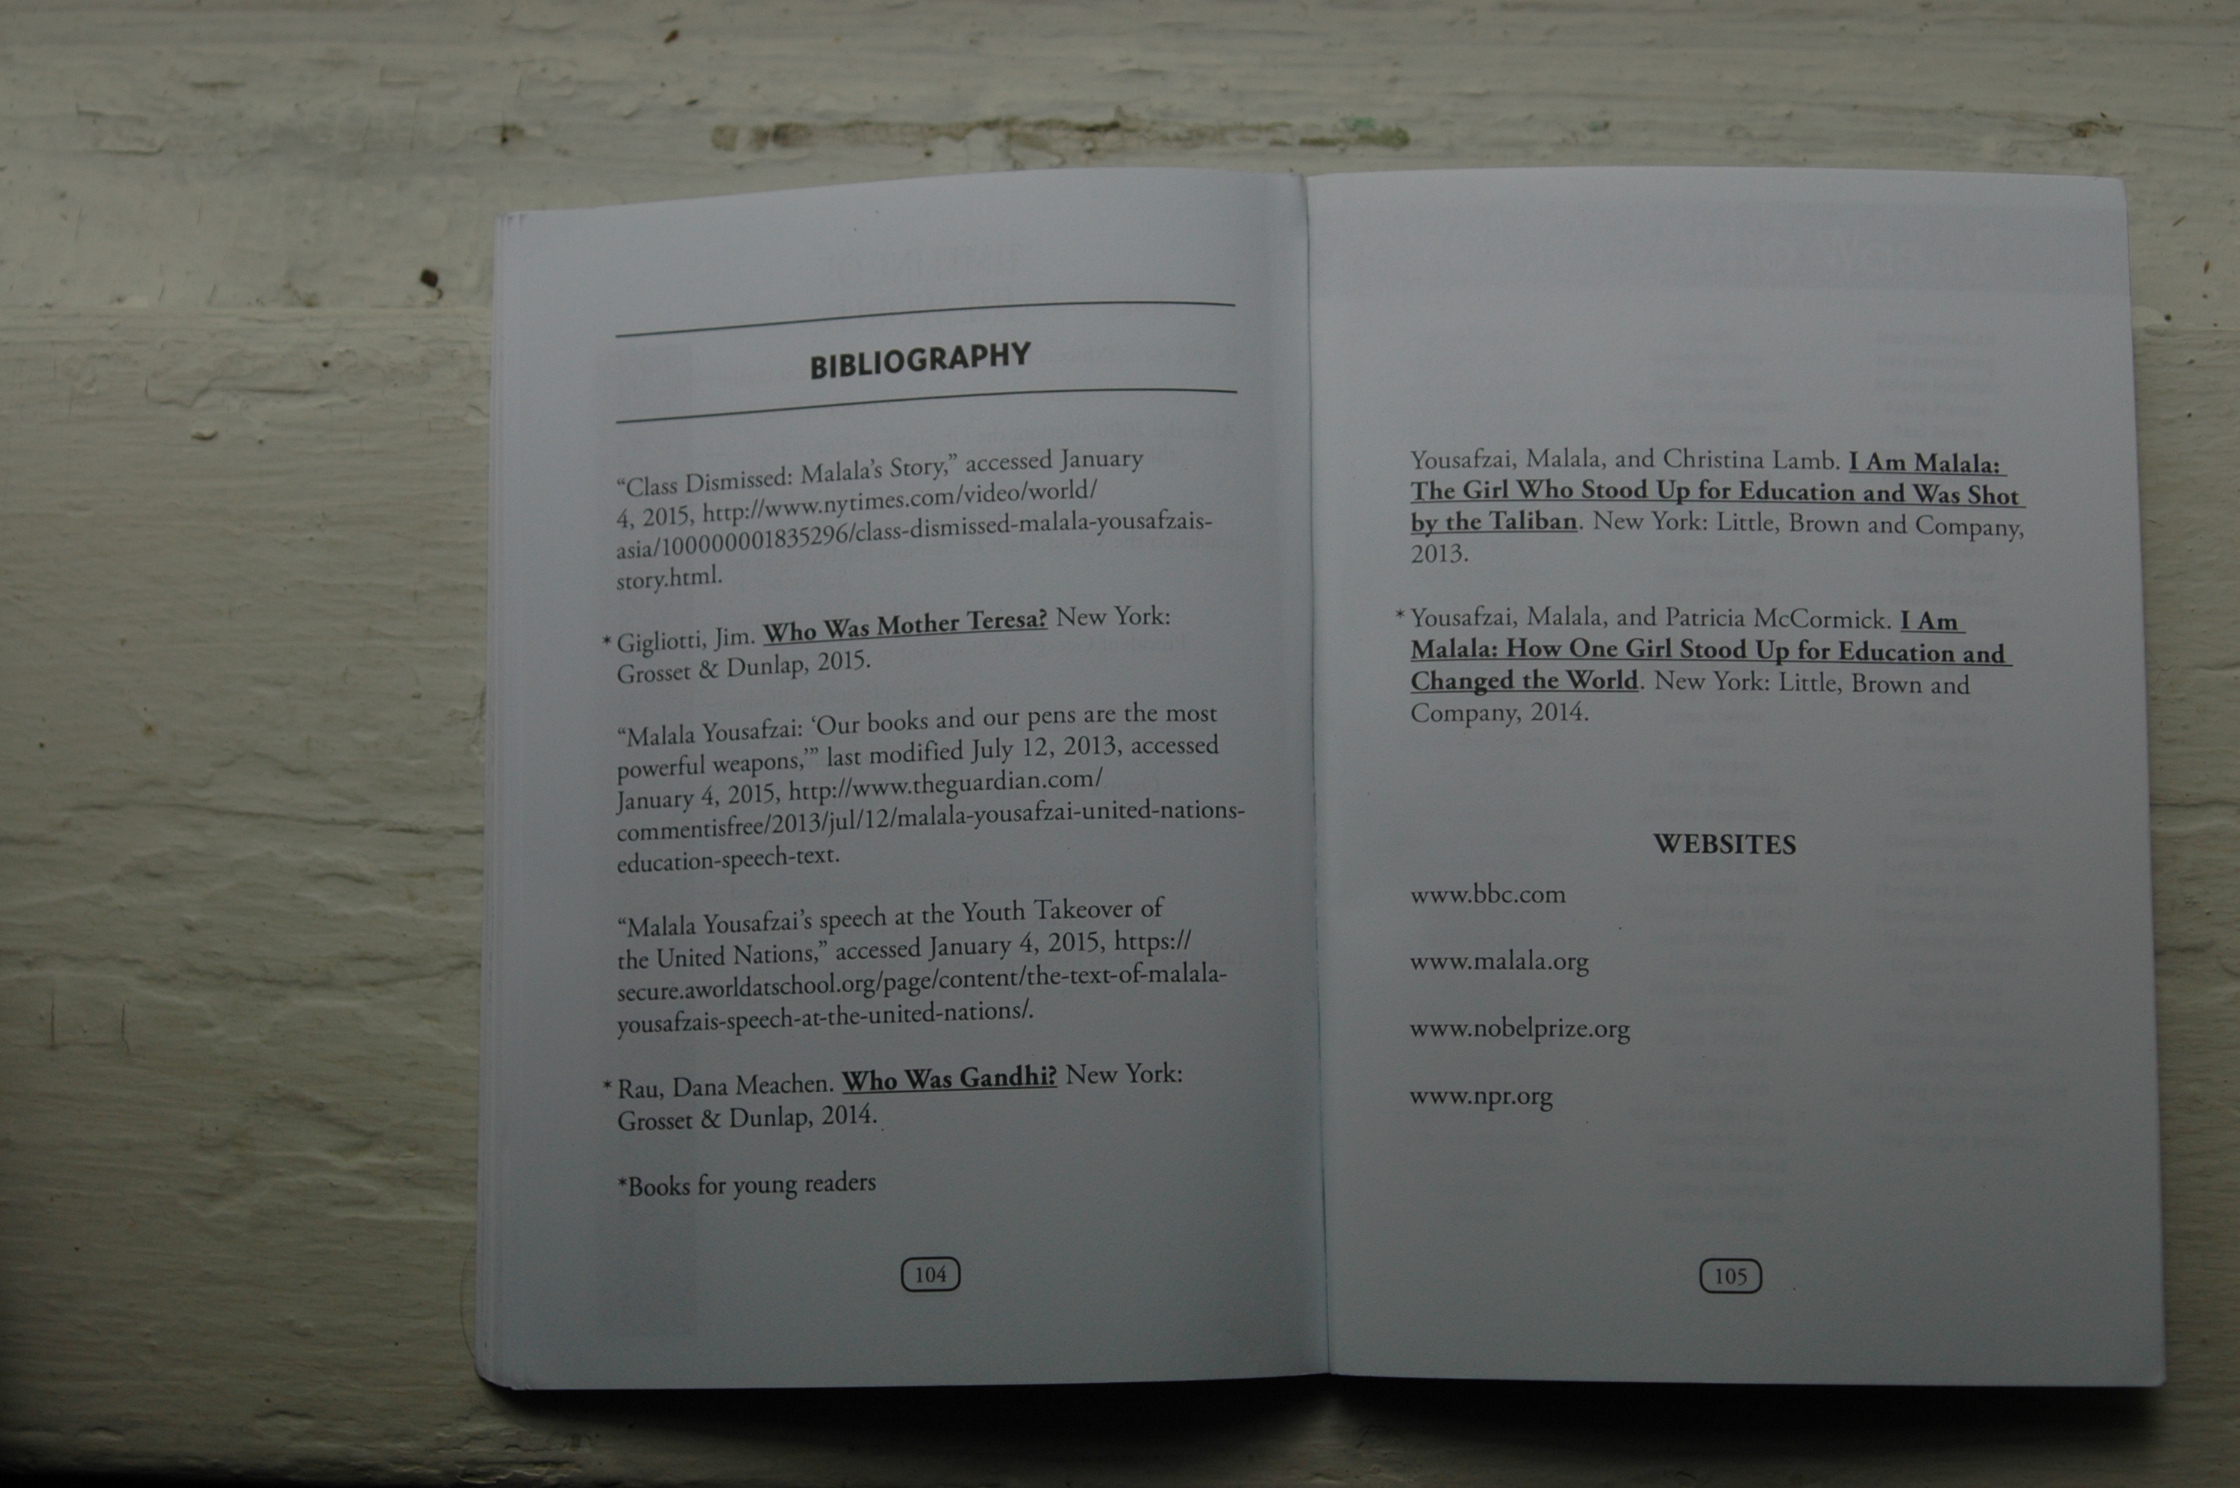 BIBLIOGRAPHY
“Class Dismissed: Malala’s Story,” accessed January
4, 2015, http://www.nytimes.com/video/world/
asia/100000001835296/class-dismissed-malala-yousafzais-
story.html.
* Gigliotti, Jim. Who Was Mother Teresa? New York:
Grosset & Dunlap, 2015.
“Malala Yousafzai: ‘Our books and our pens are the most
powerful weapons,’” last modified July 12, 2013, accessed
January 4, 2015, http://www.theguardian.com/
commentisfree/2013/jul/12/malala-yousafzai-united-nations-
education-speech-text.
“Malala Yousafzai’s speech at the Youth Takeover of
the United Nations,” accessed January 4, 2015, https://
secure.aworldatschool.org/page/content/the-text-of-malala-
yousafzais-speech-at-the-united-nations/.
* Rau, Dana Meachen. Who Was Gandhi? New York:
Grosset & Dunlap, 2014.
*Books for young readers
104
Yousafzai, Malala, and Christina Lamb. I Am Malala:
The Girl Who Stood Up for Education and Was Shot
by the Taliban. New York: Little, Brown and Company,
2013.
* Yousafzai, Malala, and Patricia McCormick. I Am
Malala: How One Girl Stood Up for Education and
Changed the World. New York: Little, Brown and
Company, 2014.
WEBSITES
www.bbc.com
www.malala.org
www.nobelprize.org
www.npr.org
105